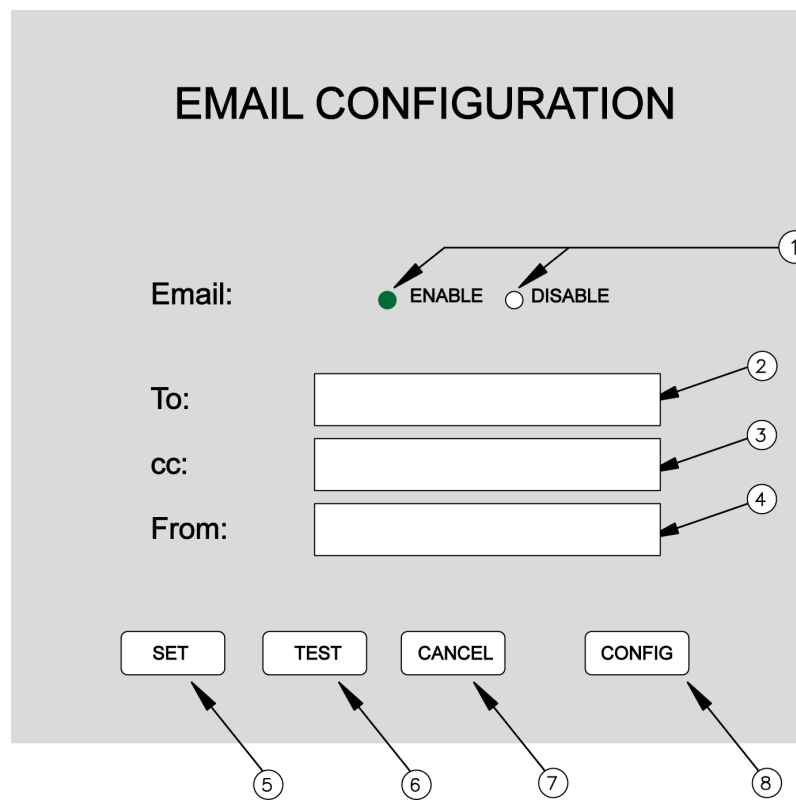 EMAIL CONFIGURATION
1
Email: ENABLE DISABLE
2
To:
3
cc:
4
From:
SET TEST CANCEL CONFIG
5 6 7 8